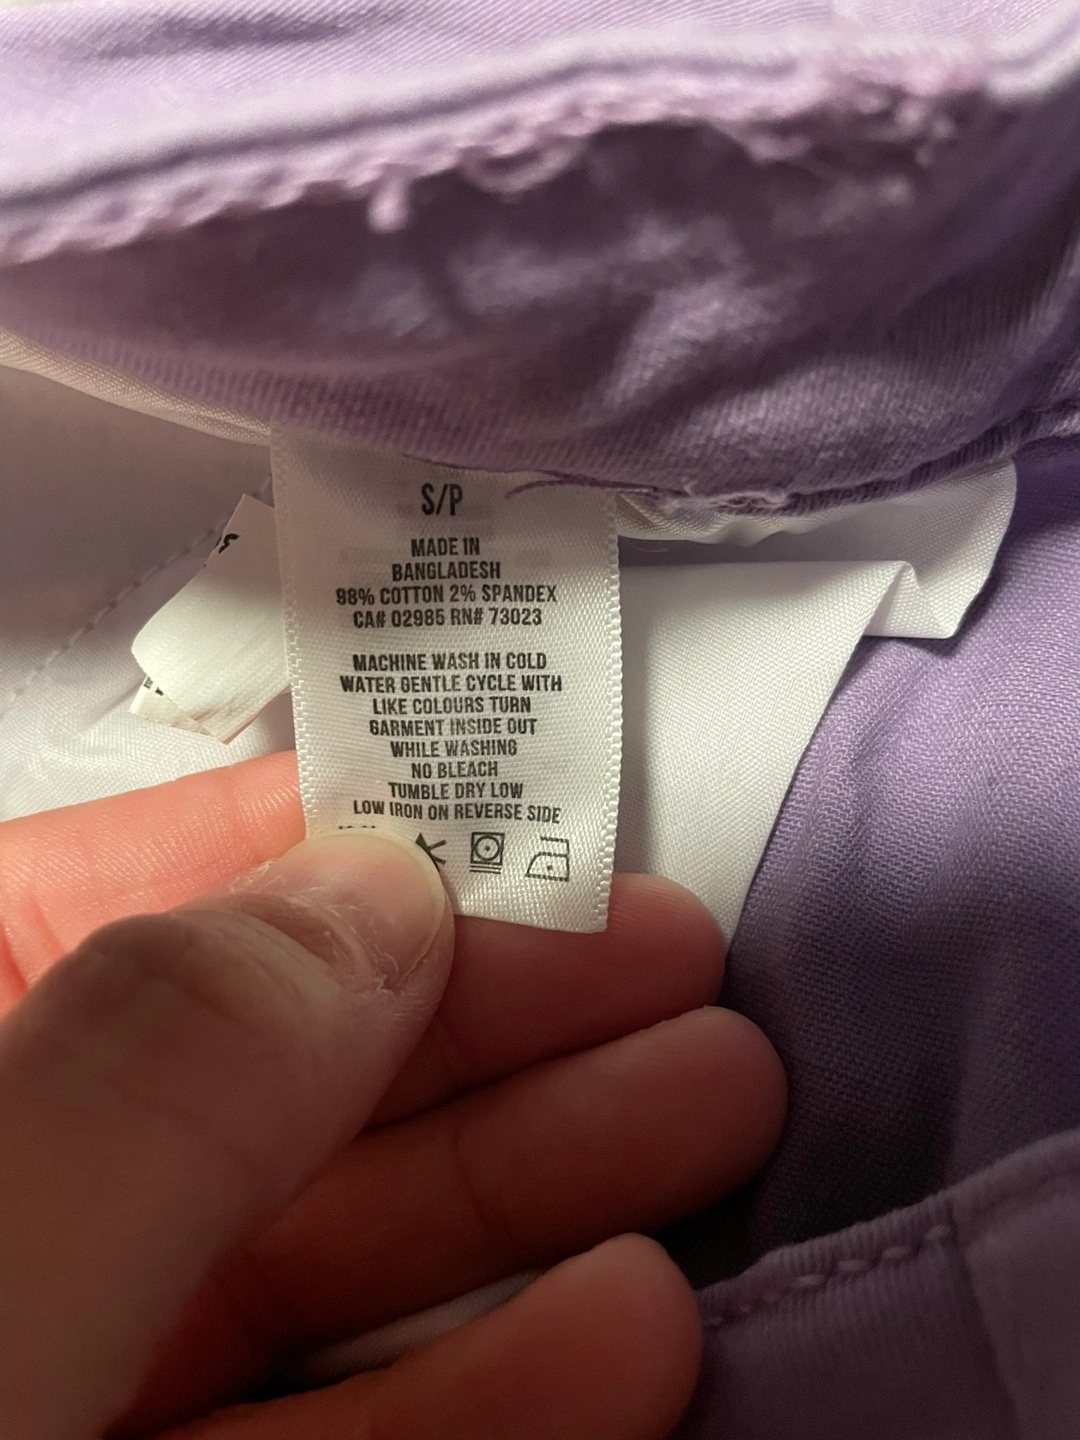 S/P
MADE IN
BANGLADESH
98% COTTON 2% SPANDEX
CA# 02985 RN# 73023
MACHINE WASH IN COLD
WATER GENTLE CYCLE WITH
LIKE COLOURS TURN
GARMENT INSIDE OUT
WHILE WASHING
NO BLEACH
TUMBLE DRY LOW
LOW IRON ON REVERSE SIDE